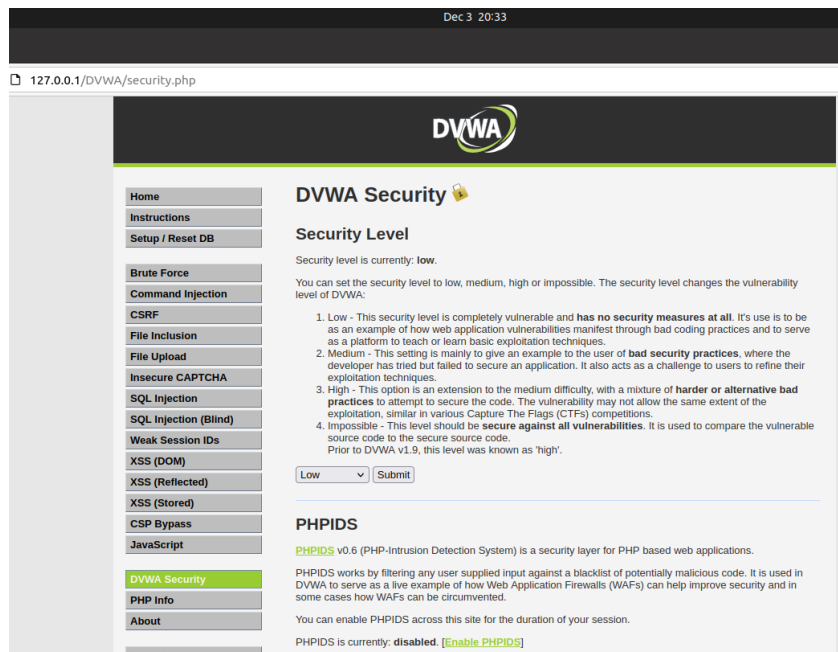 Dec 3 20:33
127.0.0.1/DVWA/security.php
DVWA
Home
Instructions
Setup / Reset DB
Brute Force
Command Injection
CSRF
File Inclusion
File Upload
Insecure CAPTCHA
SQL Injection
SQL Injection (Blind)
Weak Session IDs
XSS (DOM)
XSS (Reflected)
XSS (Stored)
CSP Bypass
JavaScript
DVWA Security
PHP Info
About
DVWA Security
Security Level
Security level is currently: low.
You can set the security level to low, medium, high or impossible. The security level changes the vulnerability
level of DVWA:
1. Low - This security level is completely vulnerable and has no security measures at all. It's use is to be
as an example of how web application vulnerabilities manifest through bad coding practices and to serve
as a platform to teach or learn basic exploitation techniques.
2. Medium - This setting is mainly to give an example to the user of bad security practices, where the
developer has tried but failed to secure an application. It also acts as a challenge to users to refine their
exploitation techniques.
3. High - This option is an extension to the medium difficulty, with a mixture of harder or alternative bad
practices to attempt to secure the code. The vulnerability may not allow the same extent of the
exploitation, similar in various Capture The Flags (CTFs) competitions.
4. Impossible - This level should be secure against all vulnerabilities. It is used to compare the vulnerable
source code to the secure source code.
Prior to DVWA v1.9, this level was known as 'high'.
Low Submit
PHPIDS
PHPIDS v0.6 (PHP-Intrusion Detection System) is a security layer for PHP based web applications.
PHPIDS works by filtering any user supplied input against a blacklist of potentially malicious code. It is used in
DVWA to serve as a live example of how Web Application Firewalls (WAFs) can help improve security and in
some cases how WAFs can be circumvented.
You can enable PHPIDS across this site for the duration of your session.
PHPIDS is currently: disabled. [Enable PHPIDS]